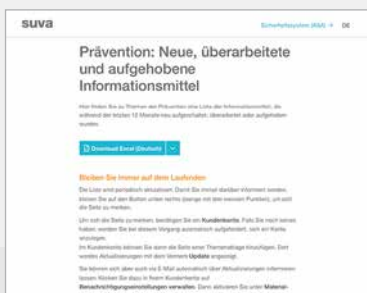 suva
Sicherheitssystem (ASA) → DE
Prävention: Neue, überarbeitete
und aufgehobene
Informationsmittel
Hier finden Sie zu Themen der Prävention eine Liste der Informationsmittel, die
während der letzten 12 Monate neu aufgeschaltet, überarbeitet oder aufgehoben
wurden.
Download Excel (Deutsch)
Bleiben Sie immer auf dem Laufenden
Die Liste wird periodisch aktualisiert. Damit Sie immer darüber informiert werden,
klicken Sie auf den Button unten rechts (orange mit drei weissen Punkten), um sich
die Seite zu merken.
Um sich die Seite zu merken, benötigen Sie ein Kundenkonto. Falls Sie noch keines
haben, werden Sie bei diesem Vorgang automatisch aufgefordert, sich ein Konto
anzulegen.
Im Kundenkonto können Sie dann die Seite einer Themenablage hinzufügen. Dort
werden Aktualisierungen mit dem Vermerk Update angezeigt.
Sie können sich aber auch via E-Mail automatisch über Aktualisierungen informieren
lassen. Klicken Sie dazu in Ihrem Kundenkonto auf
Benachrichtigungseinstellungen verwalten. Dann aktivieren Sie unter Material-